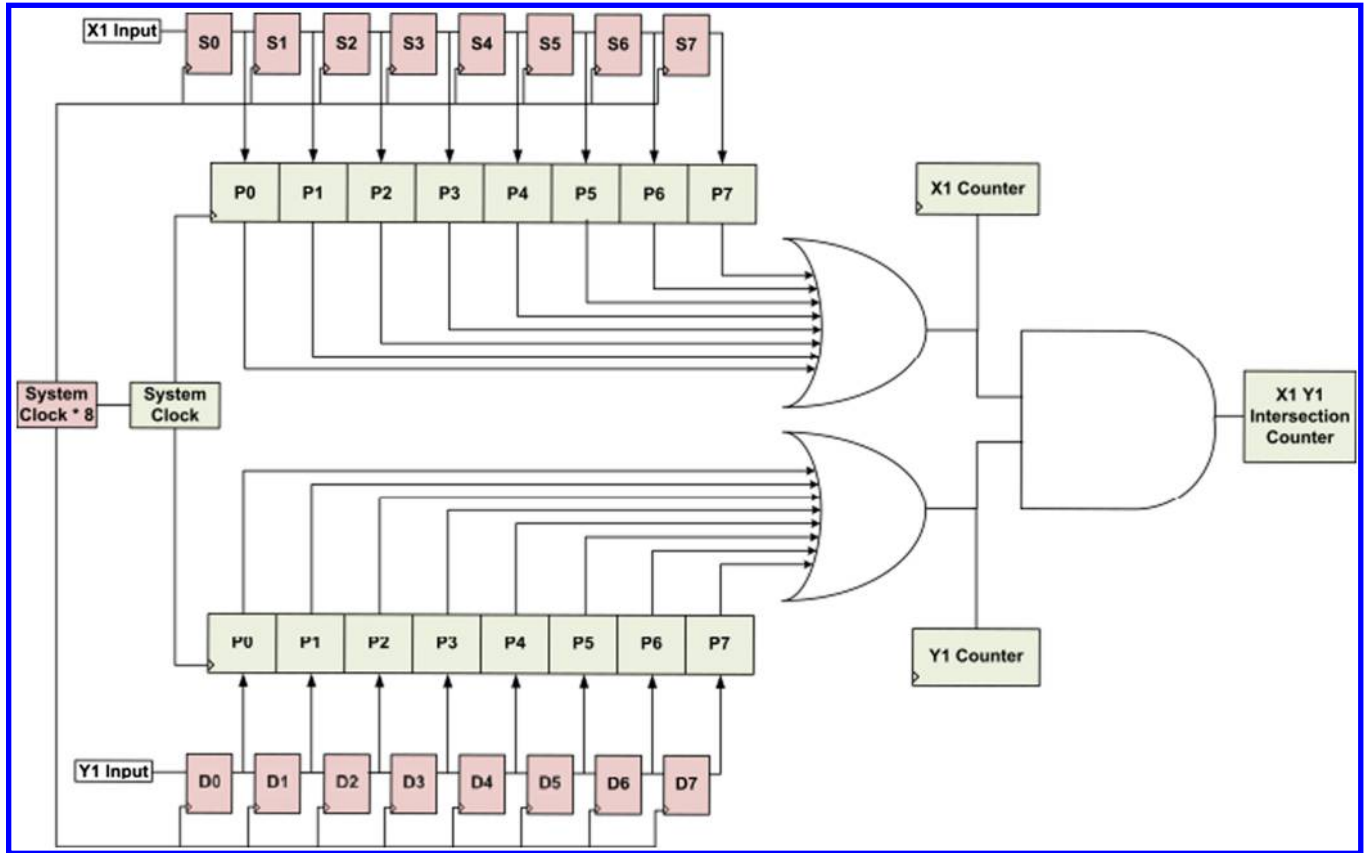 X1 Input
S0
S1
S2
S3
S4
S5
S6
S7
P0
P1
P2
P3
P4
P5
P6
P7
X1 Counter
System
Clock * 8
System
Clock
X1 Y1
Intersection
Counter
P0
P1
P2
P3
P4
P5
P6
P7
Y1 Counter
Y1 Input
D0
D1
D2
D3
D4
D5
D6
D7